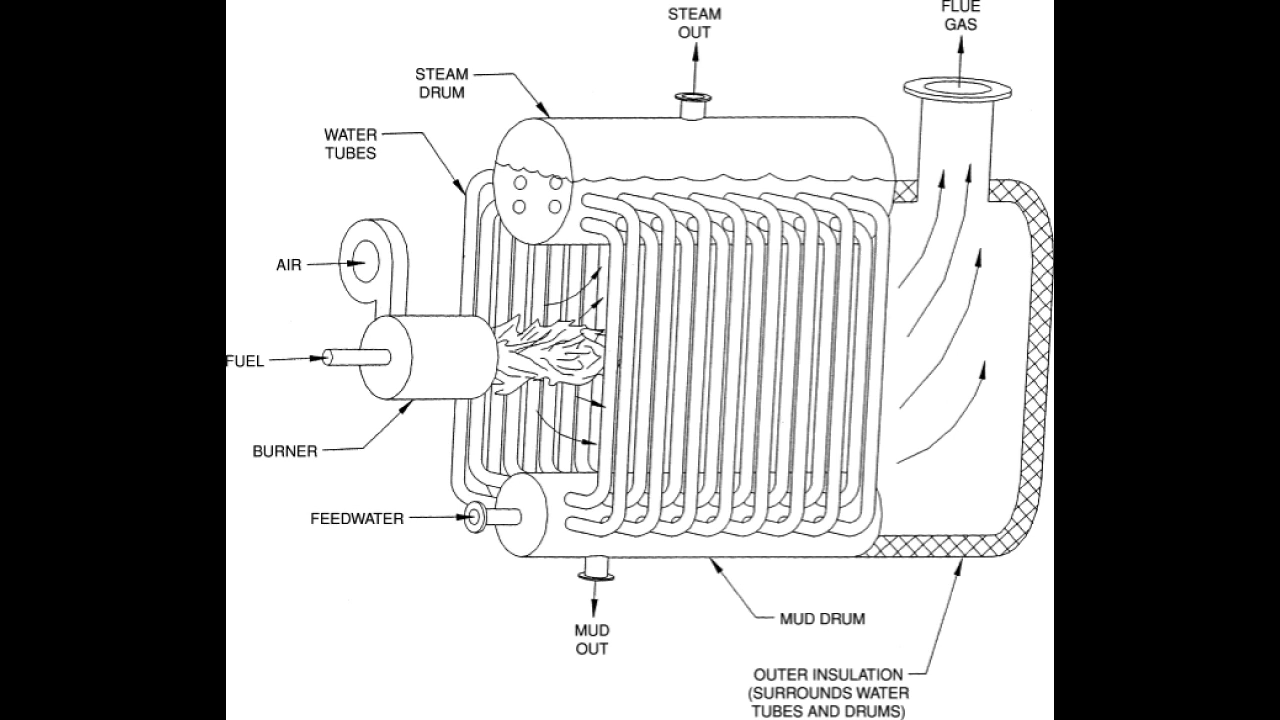 FLUE
GAS
STEAM
OUT
STEAM
DRUM
WATER
TUBES
AIR
FUEL
BURNER
FEEDWATER
MUD
OUT
MUD DRUM
OUTER INSULATION
(SURROUNDS WATER
TUBES AND DRUMS)